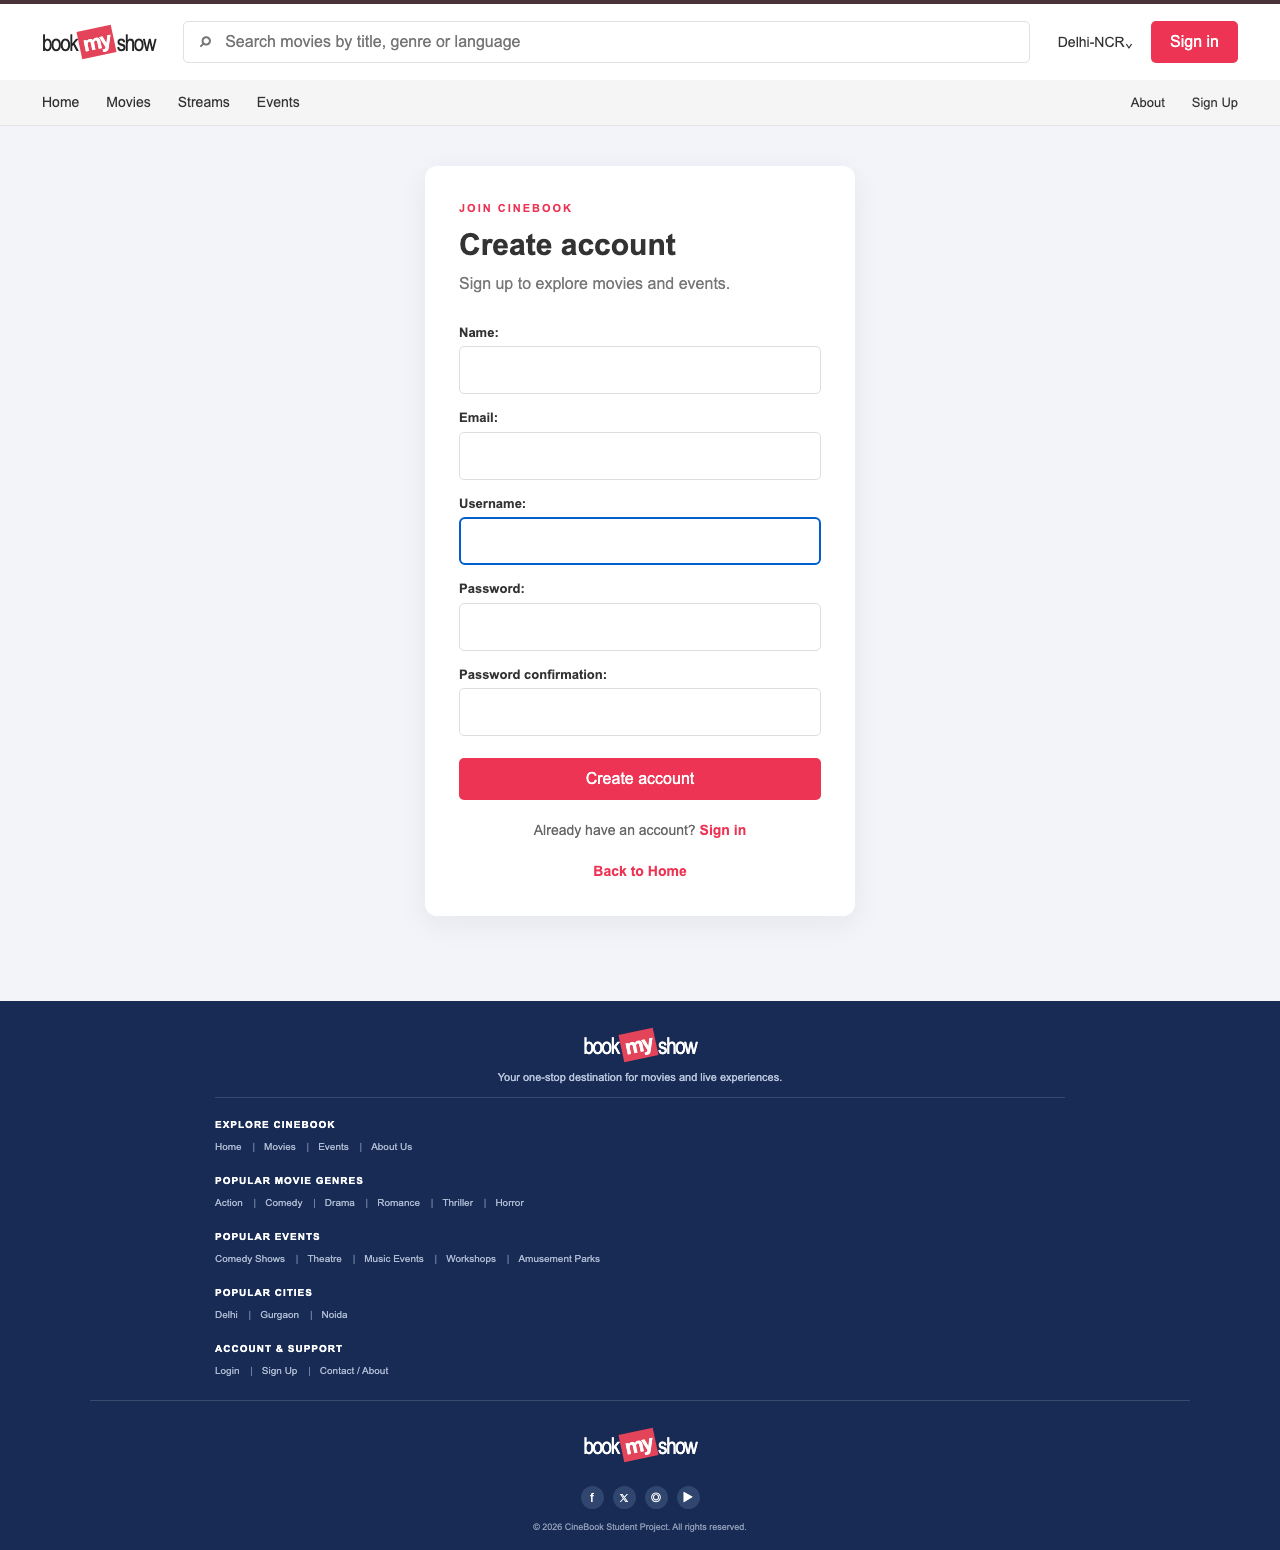 bookmyshow
Search movies by title, genre or language
Delhi-NCR
Sign in
Home Movies Streams Events
About Sign Up
JOIN CINEBOOK
Create account
Sign up to explore movies and events.
Name:
Email:
Username:
Password:
Password confirmation:
Create account
Already have an account? Sign in
Back to Home
bookmyshow
Your one-stop destination for movies and live experiences.
EXPLORE CINEBOOK
Home | Movies | Events | About Us
POPULAR MOVIE GENRES
Action | Comedy | Drama | Romance | Thriller | Horror
POPULAR EVENTS
Comedy Shows | Theatre | Music Events | Workshops | Amusement Parks
POPULAR CITIES
Delhi | Gurgaon | Noida
ACCOUNT & SUPPORT
Login | Sign Up | Contact / About
bookmyshow
f 𝕏 ◎ ▶
© 2026 CineBook Student Project. All rights reserved.